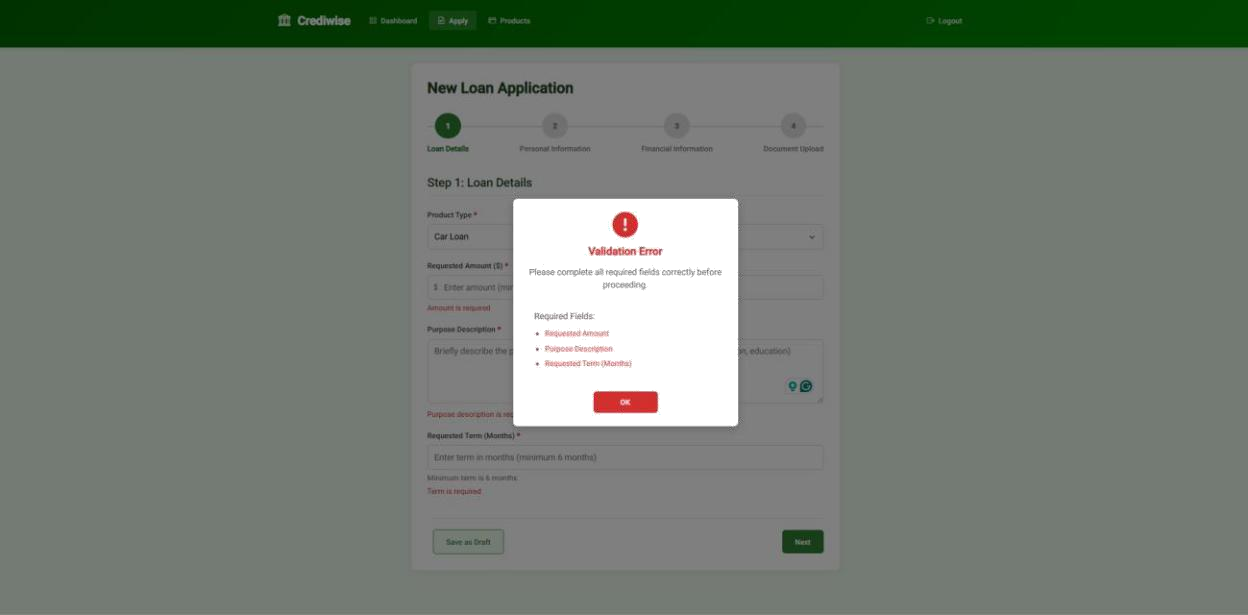 Crediwise Dashboard Apply Products Logout
New Loan Application
1 2 3 4
Loan Details Personal Information Financial Information Document Upload
Step 1: Loan Details
Product Type *
Car Loan
Requested Amount ($) *
$ Enter amount (min
Amount is required
Purpose Description *
Briefly describe the p n, education)
Purpose description is req
Requested Term (Months) *
Enter term in months (minimum 6 months)
Minimum term is 6 months.
Term is required
Save as Draft Next
!
Validation Error
Please complete all required fields correctly before
proceeding.
Required Fields:
• Requested Amount
• Purpose Description
• Requested Term (Months)
OK